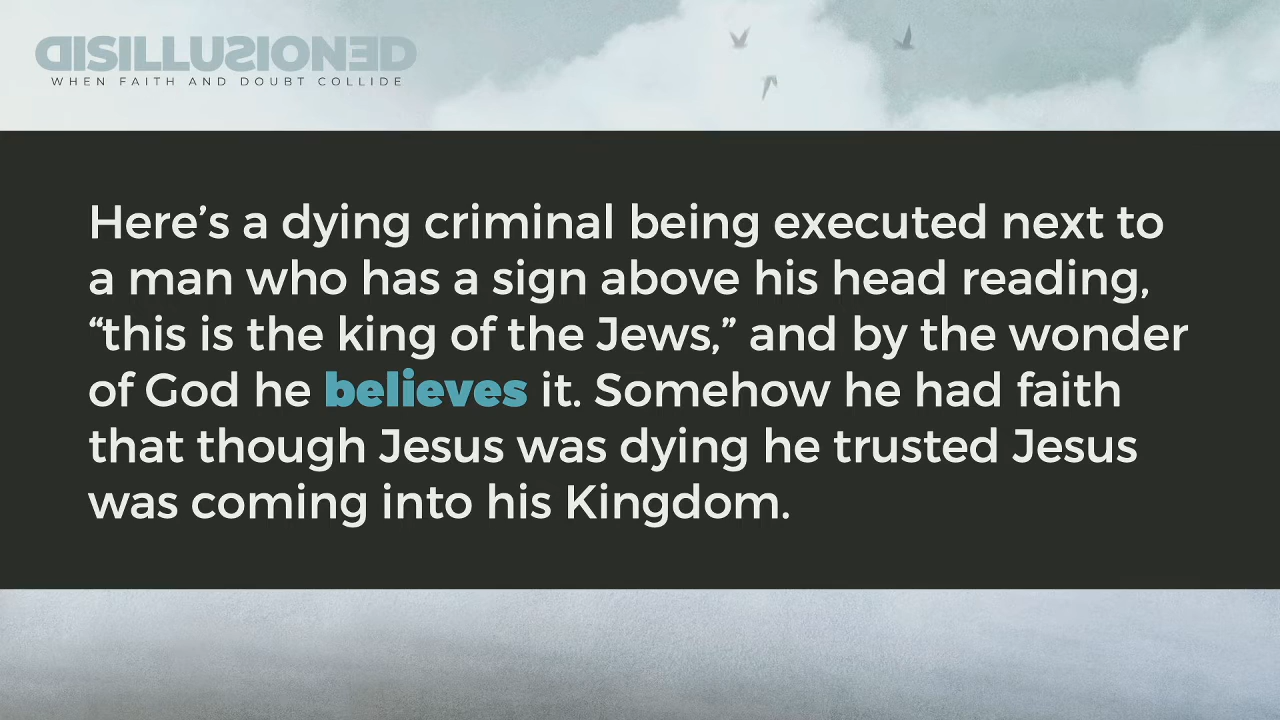 DISILLUSIONED
WHEN FAITH AND DOUBT COLLIDE
Here’s a dying criminal being executed next to
a man who has a sign above his head reading,
“this is the king of the Jews,” and by the wonder
of God he believes it. Somehow he had faith
that though Jesus was dying he trusted Jesus
was coming into his Kingdom.